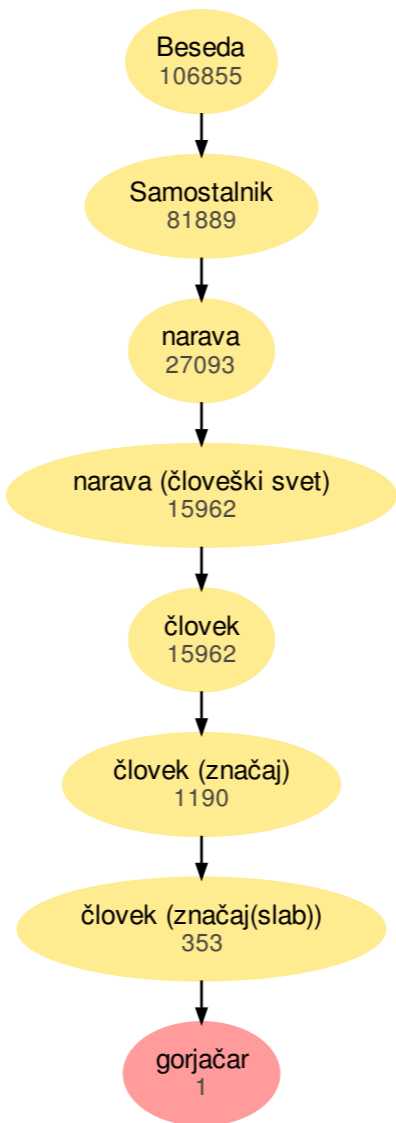 Beseda
106855
Samostalnik
81889
narava
27093
narava (človeški svet)
15962
človek
15962
človek (značaj)
1190
človek (značaj(slab))
353
gorjačar
1